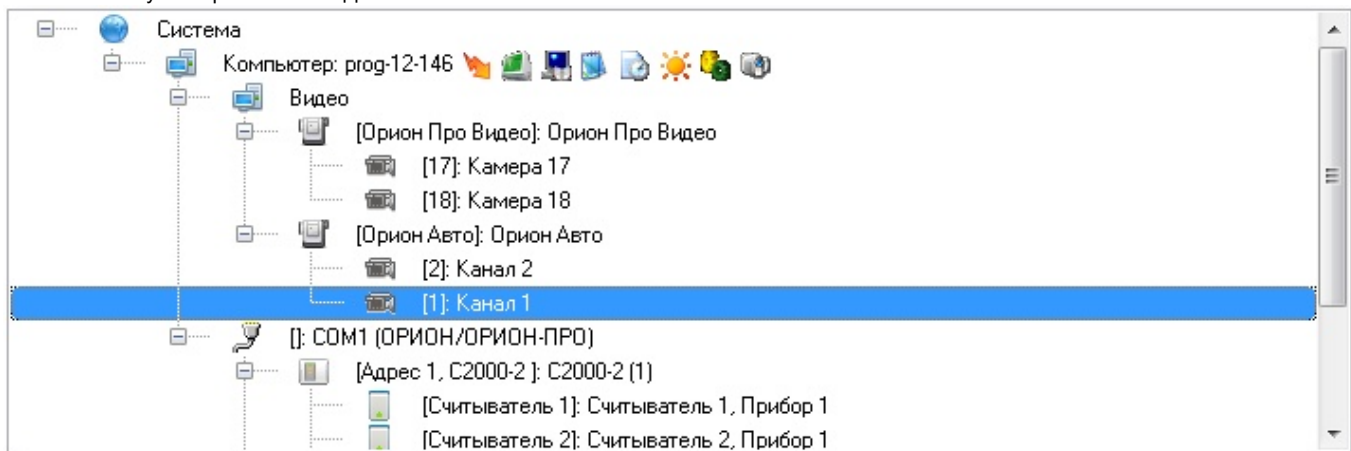 Система
Компьютер: prog-12-146
Видео
[Орион Про Видео]: Орион Про Видео
[17]: Камера 17
[18]: Камера 18
[Орион Авто]: Орион Авто
[2]: Канал 2
[1]: Канал 1
[]: COM1 (ОРИОН/ОРИОН-ПРО)
[Адрес 1, С2000-2 ]: С2000-2 (1)
[Считыватель 1]: Считыватель 1, Прибор 1
[Считыватель 2]: Считыватель 2, Прибор 1